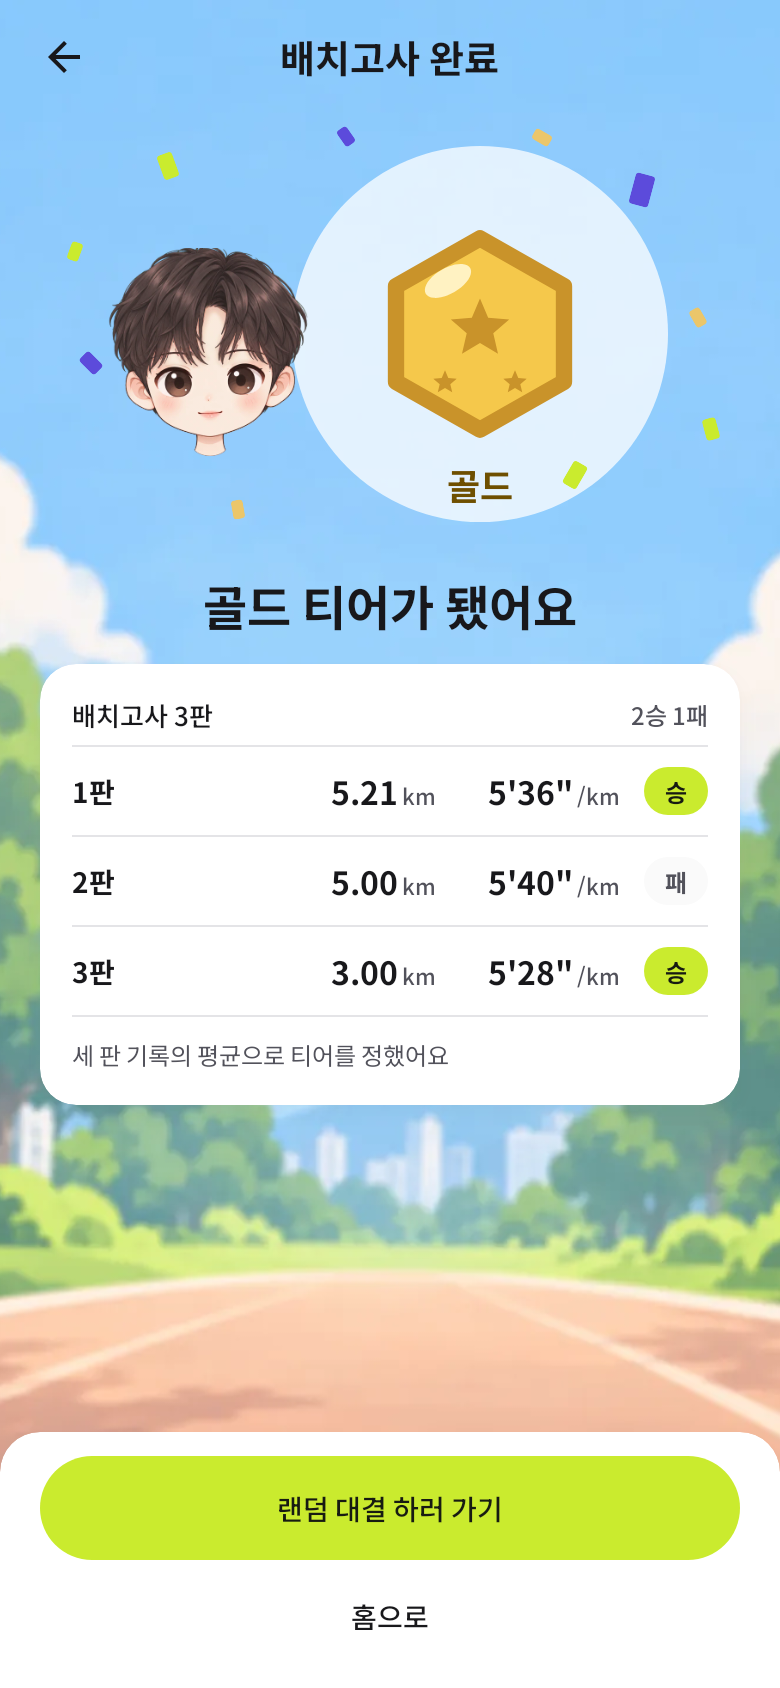 배치고사 완료
골드
골드 티어가 됐어요
배치고사 3판 2승 1패
1판 5.21 km 5'36" /km 승
2판 5.00 km 5'40" /km 패
3판 3.00 km 5'28" /km 승
세 판 기록의 평균으로 티어를 정했어요
랜덤 대결 하러 가기
홈으로